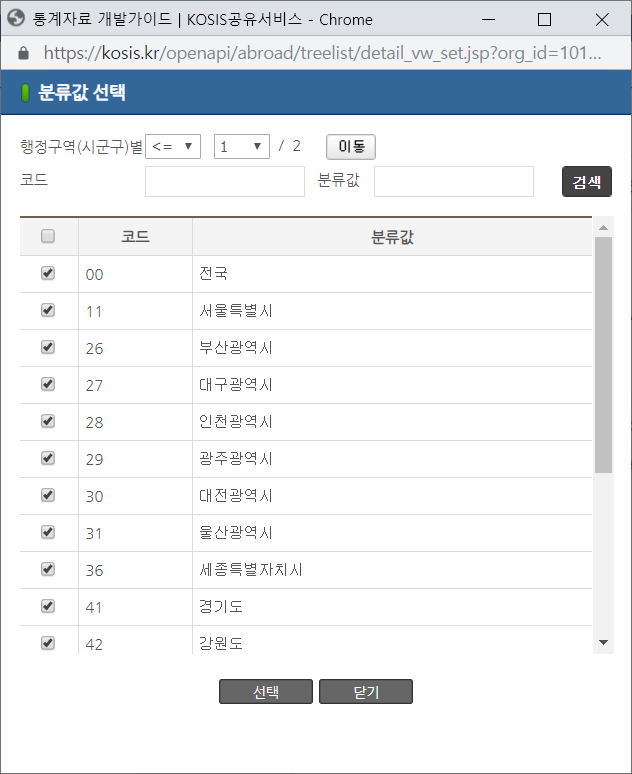 통계자료 개발가이드 | KOSIS공유서비스 - Chrome
https://kosis.kr/openapi/abroad/treelist/detail_vw_set.jsp?org_id=101...
분류값 선택
행정구역(시군구)별 <= 1 / 2 이동
코드 분류값 검색
코드 분류값
00 전국
11 서울특별시
26 부산광역시
27 대구광역시
28 인천광역시
29 광주광역시
30 대전광역시
31 울산광역시
36 세종특별자치시
41 경기도
42 강원도
선택 닫기